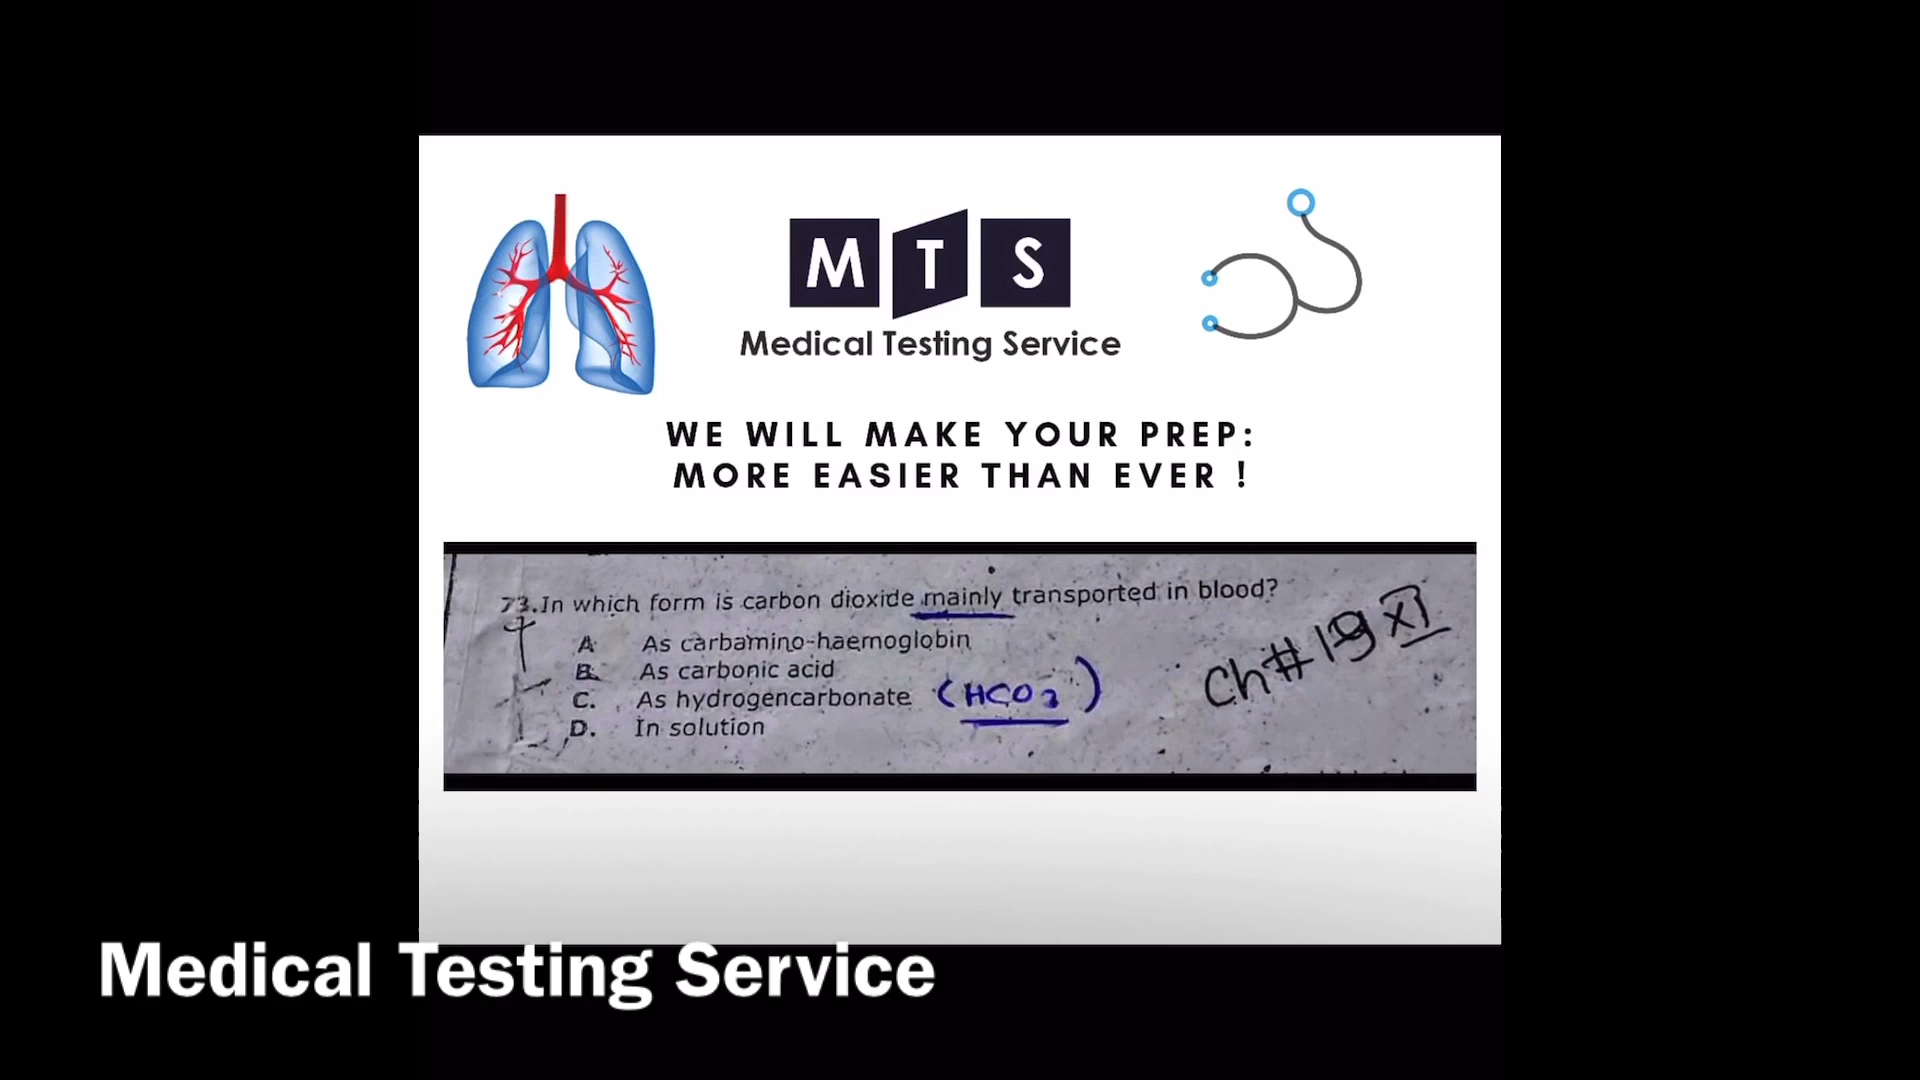 M T S
Medical Testing Service
WE WILL MAKE YOUR PREP:
MORE EASIER THAN EVER !
73. In which form is carbon dioxide mainly transported in blood?
A As carbamino-haemoglobin
B. As carbonic acid
C. As hydrogencarbonate (HCO3)
D. In solution
Ch# 19 XI
Medical Testing Service